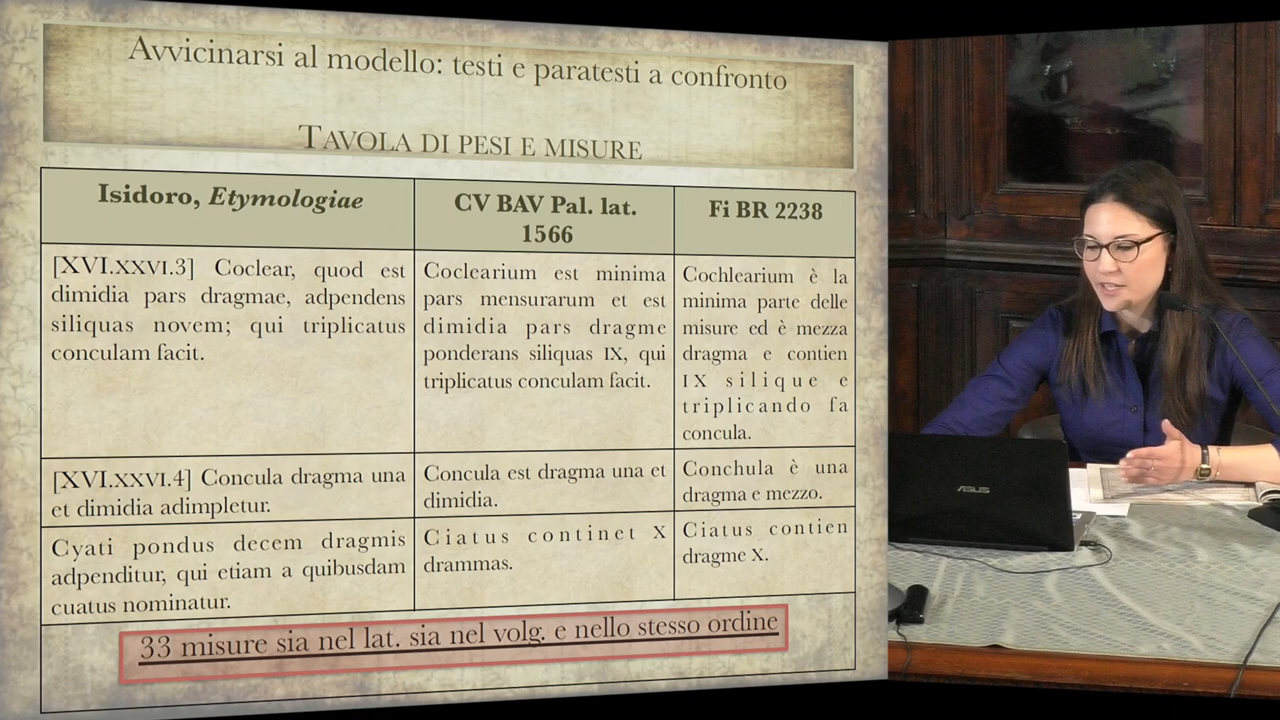 Avvicinarsi al modello: testi e paratesti a confronto
TAVOLA DI PESI E MISURE
Isidoro, Etymologiae
CV BAV Pal. lat.
1566
Fi BR 2238
[XVI.XXVI.3] Coclear, quod est
dimidia pars dragmae, adpendens
siliquas novem; qui triplicatus
conculam facit.
Coclearium est minima
pars mensurarum et est
dimidia pars dragme
ponderans siliquas IX, qui
triplicatus conculam facit.
Cochlearium è la
minima parte delle
misure ed è mezza
dragma e contien
IX silique e
triplicando fa
concula.
[XVI.XXVI.4] Concula dragma una
et dimidia adimpletur.
Concula est dragma una et
dimidia.
Conchula è una
dragma e mezzo.
Cyati pondus decem dragmis
adpenditur, qui etiam a quibusdam
cuatus nominatur.
Ciatus continet X
drammas.
Ciatus contien
dragme X.
33 misure sia nel lat. sia nel volg. e nello stesso ordine
ASUS